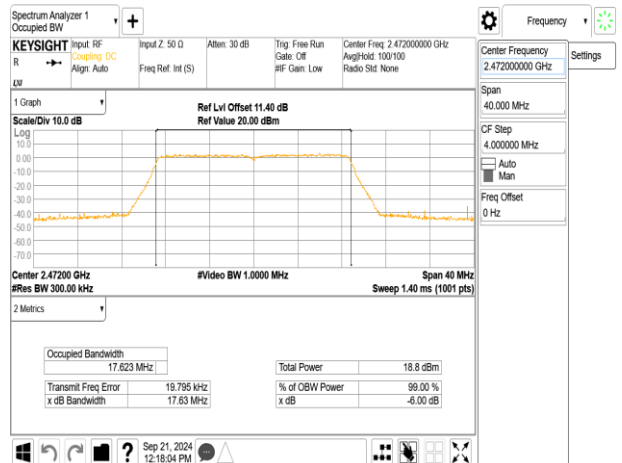 Spectrum Analyzer 1
Occupied BW
Frequency
KEYSIGHT
R
Input: RF
Coupling: DC
Align: Auto
Input Z: 50 Ω
Freq Ref: Int (S)
Atten: 30 dB
Trig: Free Run
Gate: Off
#IF Gain: Low
Center Freq: 2.472000000 GHz
Avg|Hold: 100/100
Radio Std: None
Center Frequency
2.472000000 GHz
Settings
Span
40.000 MHz
CF Step
4.000000 MHz
Auto
Man
Freq Offset
0 Hz
1 Graph
Scale/Div 10.0 dB
Ref Lvl Offset 11.40 dB
Ref Value 20.00 dBm
Log
10.0
0.00
-10.0
-20.0
-30.0
-40.0
-50.0
-60.0
-70.0
Center 2.47200 GHz
#Video BW 1.0000 MHz
Span 40 MHz
#Res BW 300.00 kHz
Sweep 1.40 ms (1001 pts)
2 Metrics
Occupied Bandwidth
17.623 MHz
Total Power 18.8 dBm
Transmit Freq Error 19.795 kHz
% of OBW Power 99.00 %
x dB Bandwidth 17.63 MHz
x dB -6.00 dB
?
Sep 21, 2024
12:18:04 PM